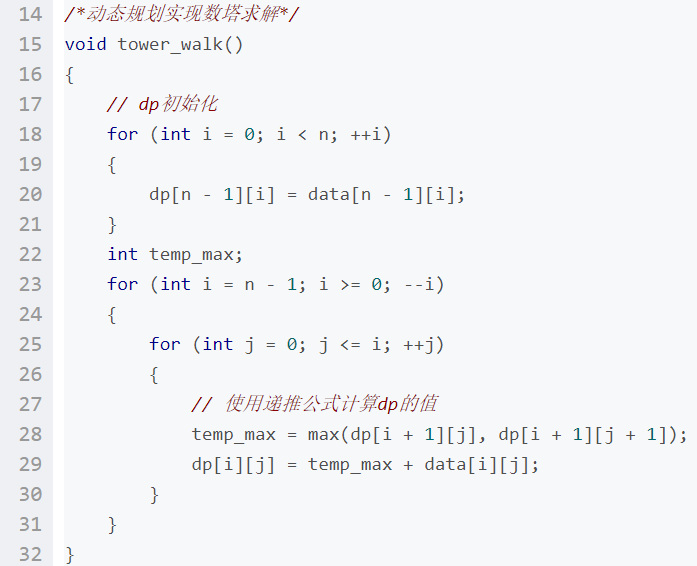 14 /*动态规划实现数塔求解*/
15 void tower_walk()
16 {
17     // dp初始化
18     for (int i = 0; i < n; ++i)
19     {
20         dp[n - 1][i] = data[n - 1][i];
21     }
22     int temp_max;
23     for (int i = n - 1; i >= 0; --i)
24     {
25         for (int j = 0; j <= i; ++j)
26         {
27             // 使用递推公式计算dp的值
28             temp_max = max(dp[i + 1][j], dp[i + 1][j + 1]);
29             dp[i][j] = temp_max + data[i][j];
30         }
31     }
32 }